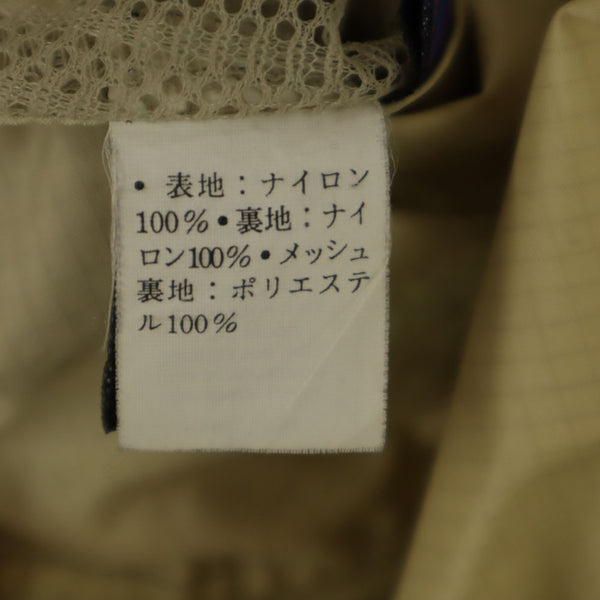 • 表地：ナイロン
100%•裏地：ナイ
ロン100%•メッシュ
裏地：ポリエステ
ル100%